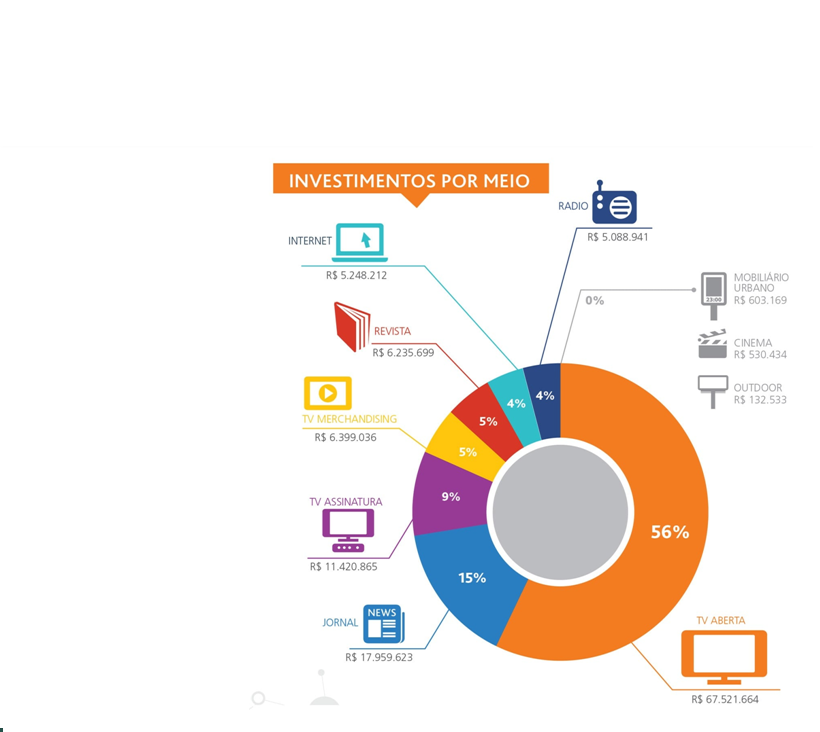 INVESTIMENTOS POR MEIO
RADIO
R$ 5.088.941
INTERNET
R$ 5.248.212
MOBILIÁRIO
URBANO
R$ 603.169
23:00
0%
REVISTA
R$ 6.235.699
CINEMA
R$ 530.434
OUTDOOR
R$ 132.533
TV MERCHANDISING
R$ 6.399.036
4%
4%
5%
5%
9%
15%
56%
TV ASSINATURA
R$ 11.420.865
JORNAL
NEWS
R$ 17.959.623
TV ABERTA
R$ 67.521.664